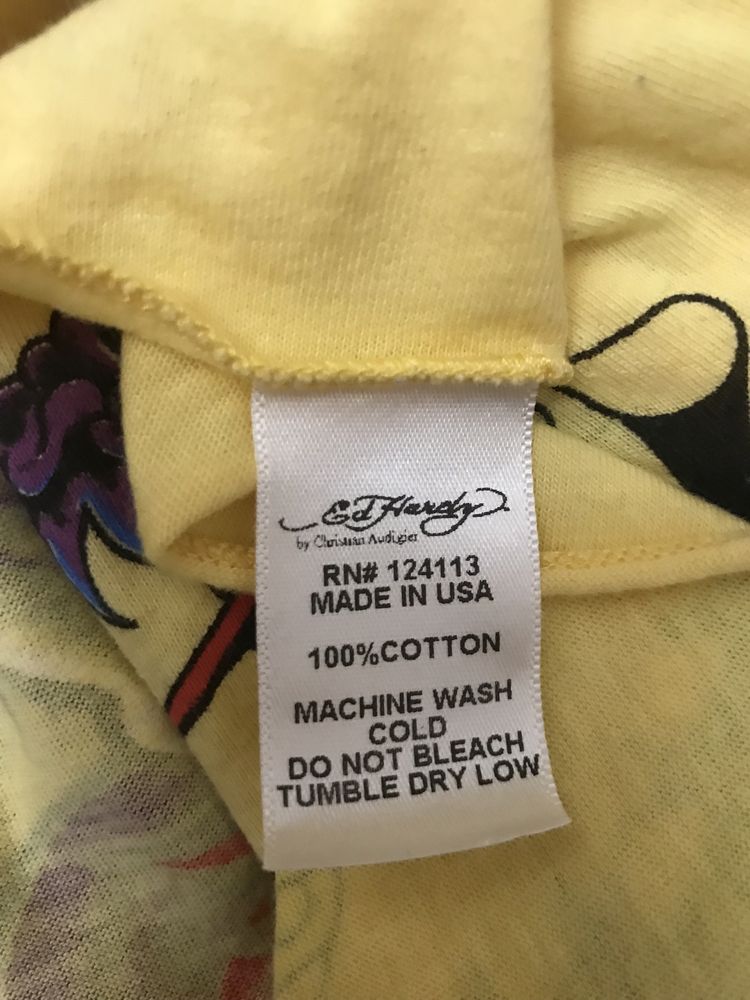 Ed Hardy
by Christian Audigier
RN# 124113
MADE IN USA
100%COTTON
MACHINE WASH
COLD
DO NOT BLEACH
TUMBLE DRY LOW